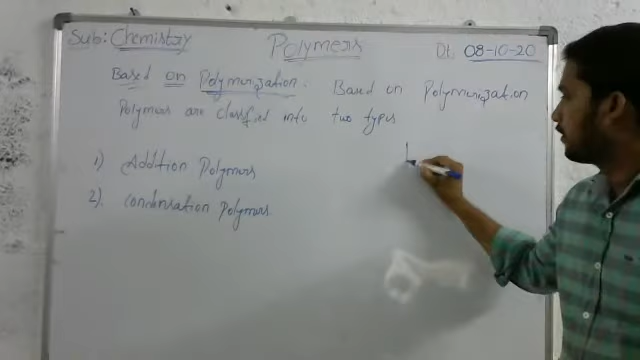 Sub: Chemistry Polymers Dt. 08-10-20
Based on Polymerization. Based on Polymerization
Polymers are classified into two types
1) Addition Polymers
2). Condensation Polymers